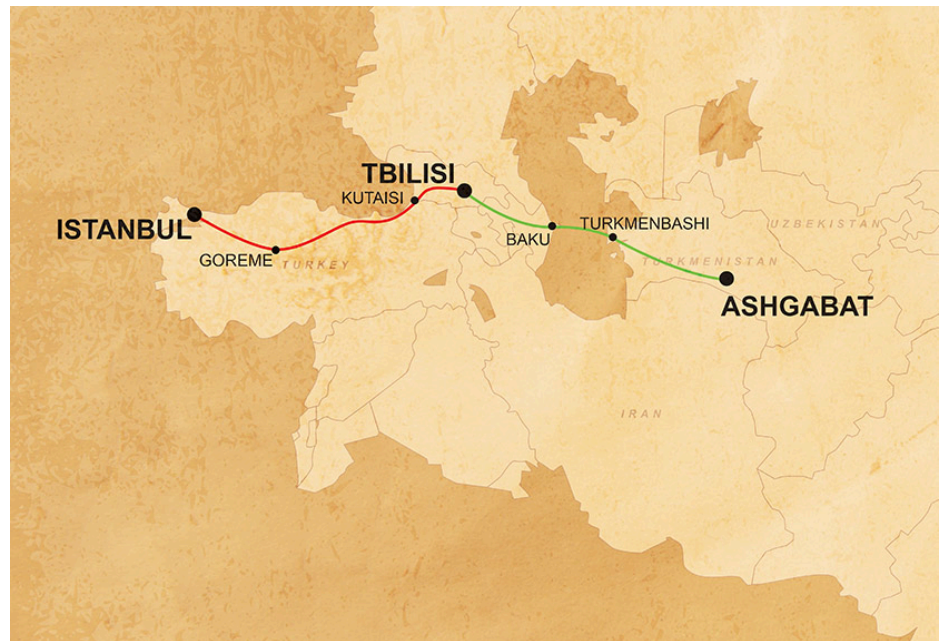 TBILISI
KUTAISI
ISTANBUL
GOREME
TURKEY
BAKU
TURKMENBASHI
UZBEKISTAN
TURKMENISTAN
ASHGABAT
IRAN